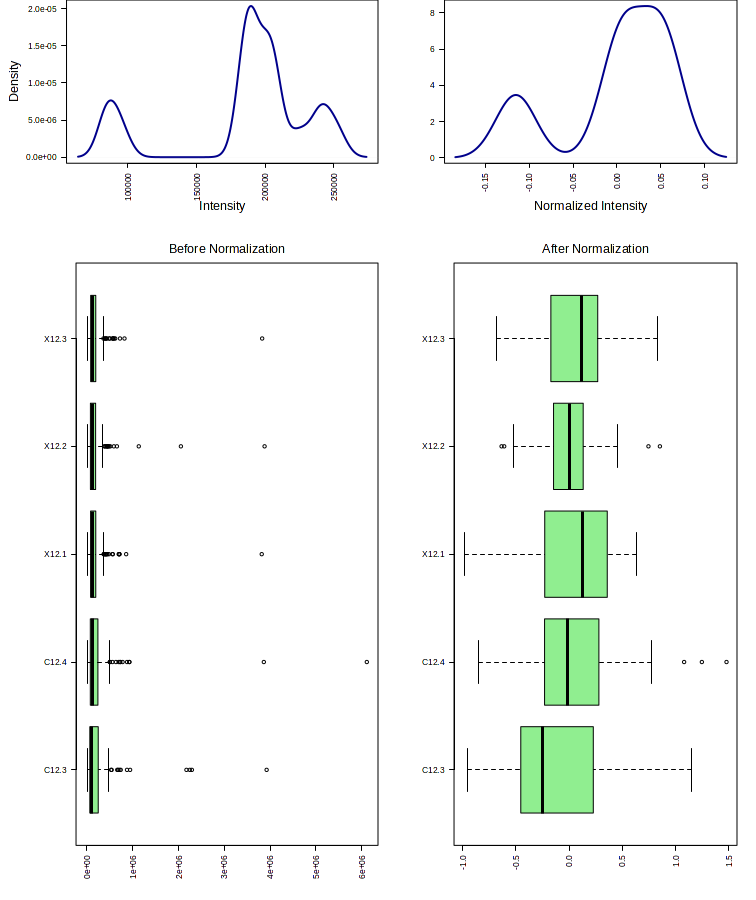 2.0e-05
1.5e-05
1.0e-05
5.0e-06
0.0e+00
Density
100000
150000
200000
250000
Intensity
8
6
4
2
0
-0.15
-0.10
-0.05
0.00
0.05
0.10
Normalized Intensity
Before Normalization
X12.3
X12.2
X12.1
C12.4
C12.3
0e+00
1e+06
2e+06
3e+06
4e+06
5e+06
6e+06
After Normalization
X12.3
X12.2
X12.1
C12.4
C12.3
-1.0
-0.5
0.0
0.5
1.0
1.5